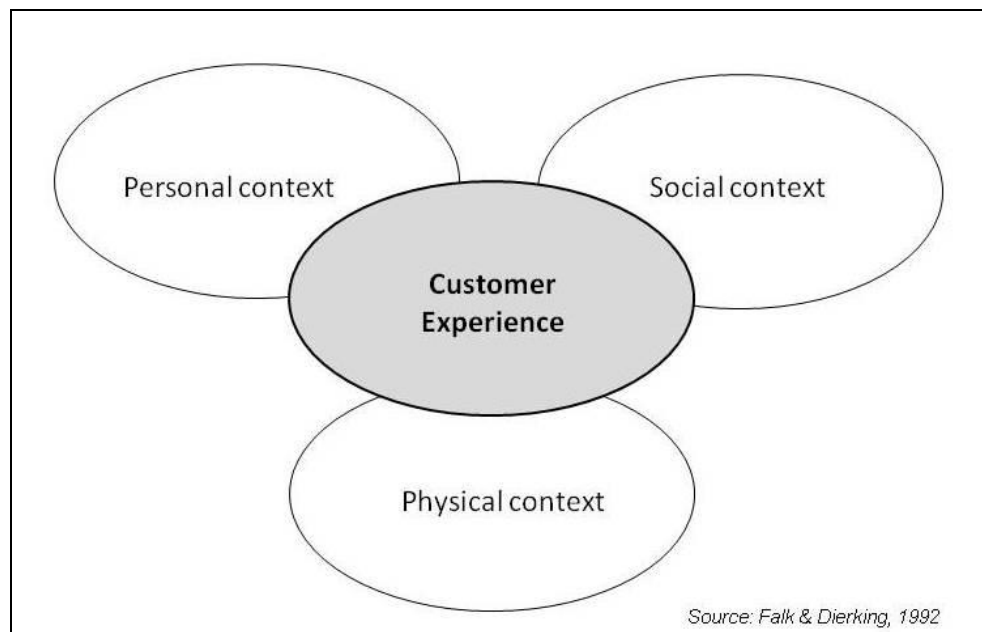 Personal context
Social context
Customer
Experience
Physical context
Source: Falk & Dierking, 1992